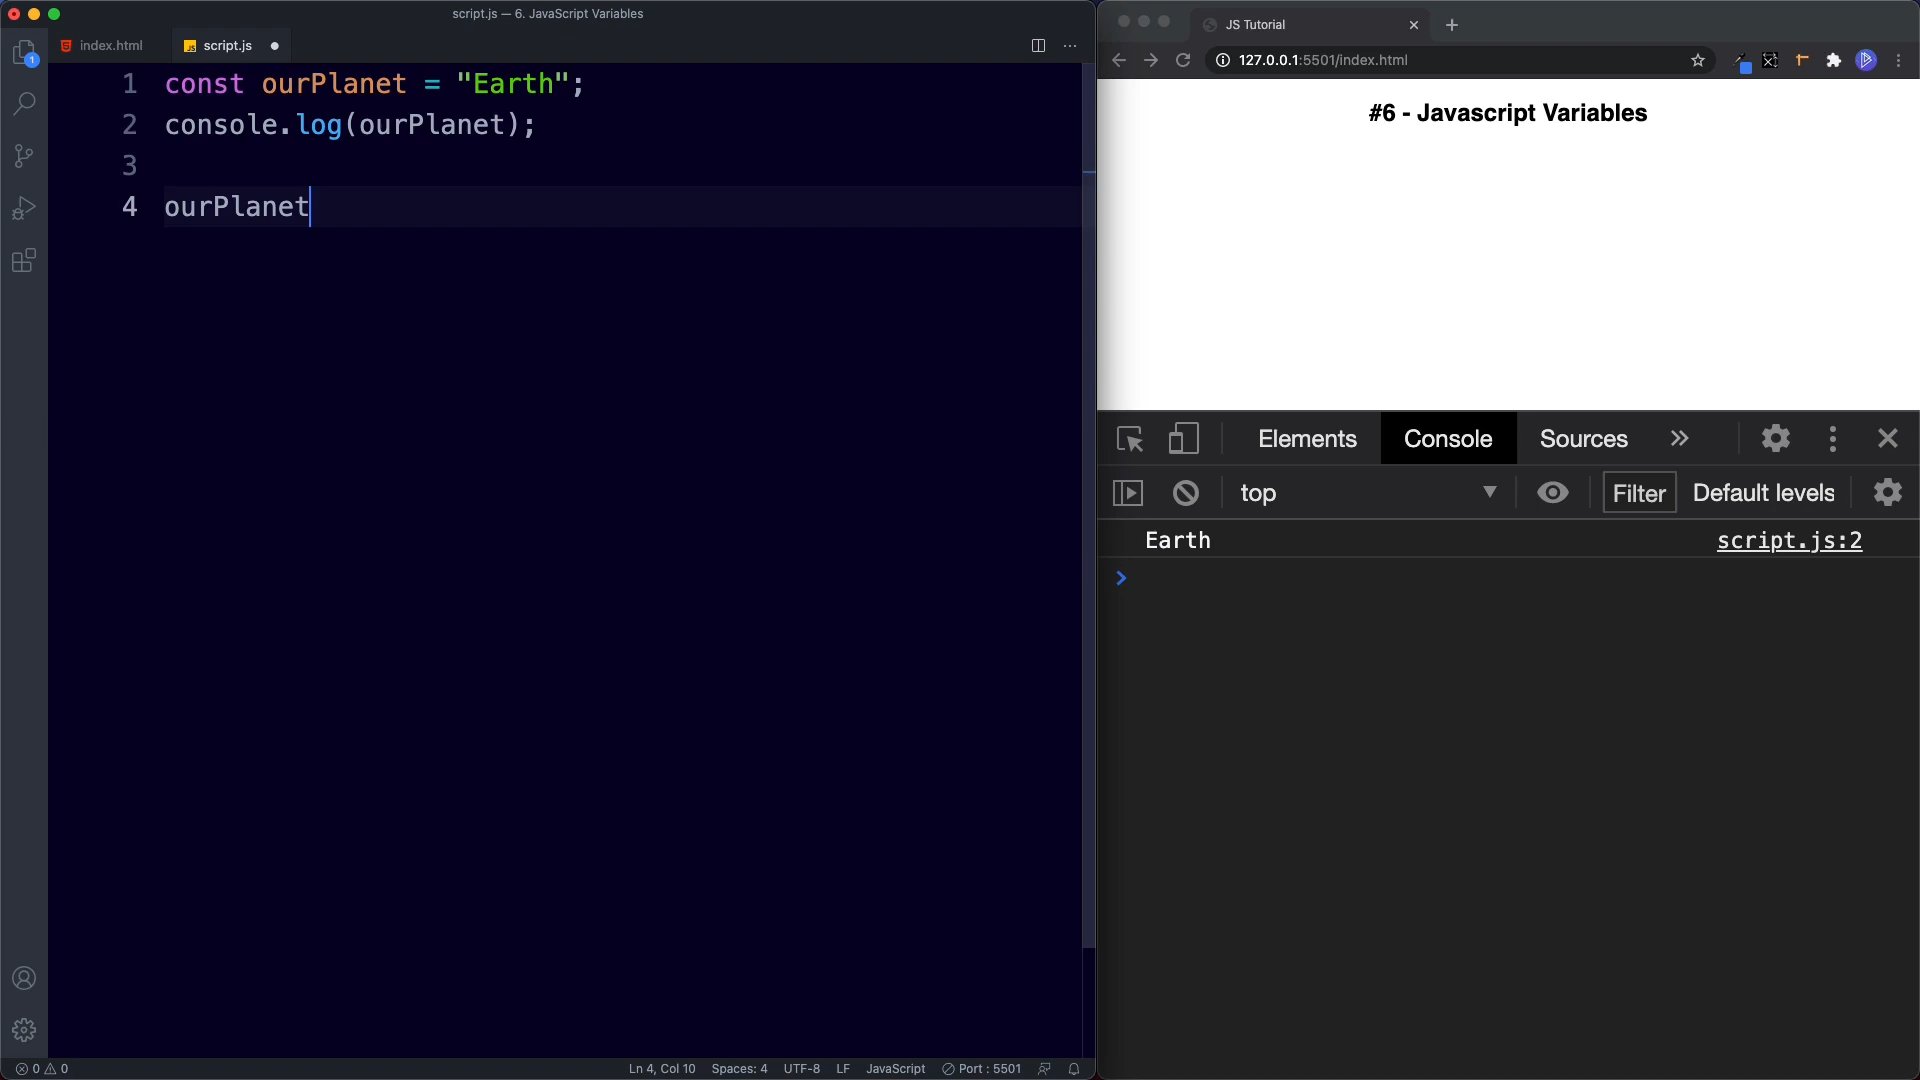 script.js — 6. JavaScript Variables
index.html
script.js
1 const ourPlanet = "Earth";
2 console.log(ourPlanet);
3
4 ourPlanet
1
0 0
Ln 4, Col 10 Spaces: 4 UTF-8 LF JavaScript Port : 5501
JS Tutorial
127.0.0.1:5501/index.html
#6 - Javascript Variables
Elements Console Sources
top Filter Default levels
Earth script.js:2